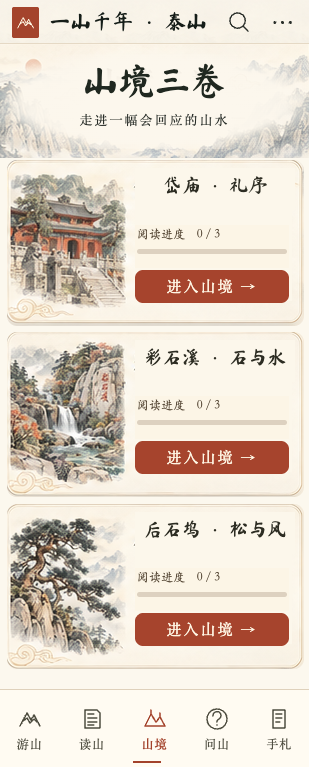 一山千年 · 泰山
山境三卷
走进一幅会回应的山水
岱庙 · 礼序
阅读进度 0/3
进入山境 →
彩石溪 · 石与水
阅读进度 0/3
进入山境 →
后石坞 · 松与风
阅读进度 0/3
进入山境 →
游山 读山 山境 问山 手札